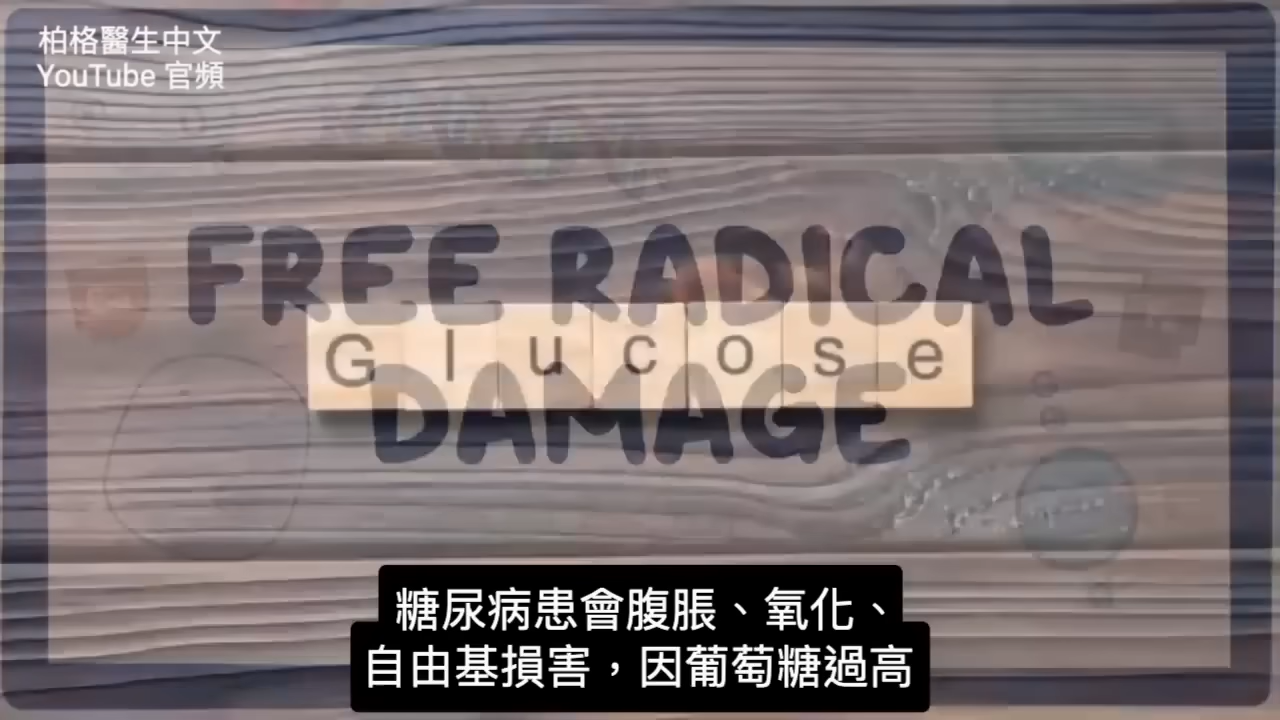 柏格醫生中文
YouTube 官頻
FREE RADICAL
Glucose
DAMAGE
糖尿病患會腹脹、氧化、
自由基損害，因葡萄糖過高